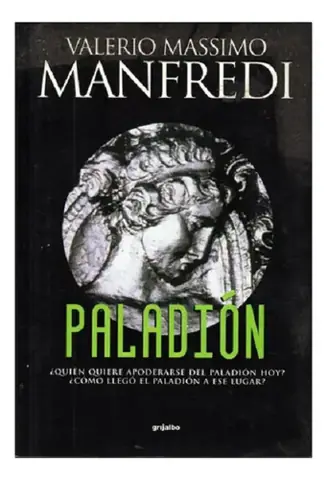 VALERIO MASSIMO
MANFREDI
PALADIÓN
¿QUIÉN QUIERE APODERARSE DEL PALADIÓN HOY?
¿CÓMO LLEGÓ EL PALADIÓN A ESE LUGAR?
grijalbo